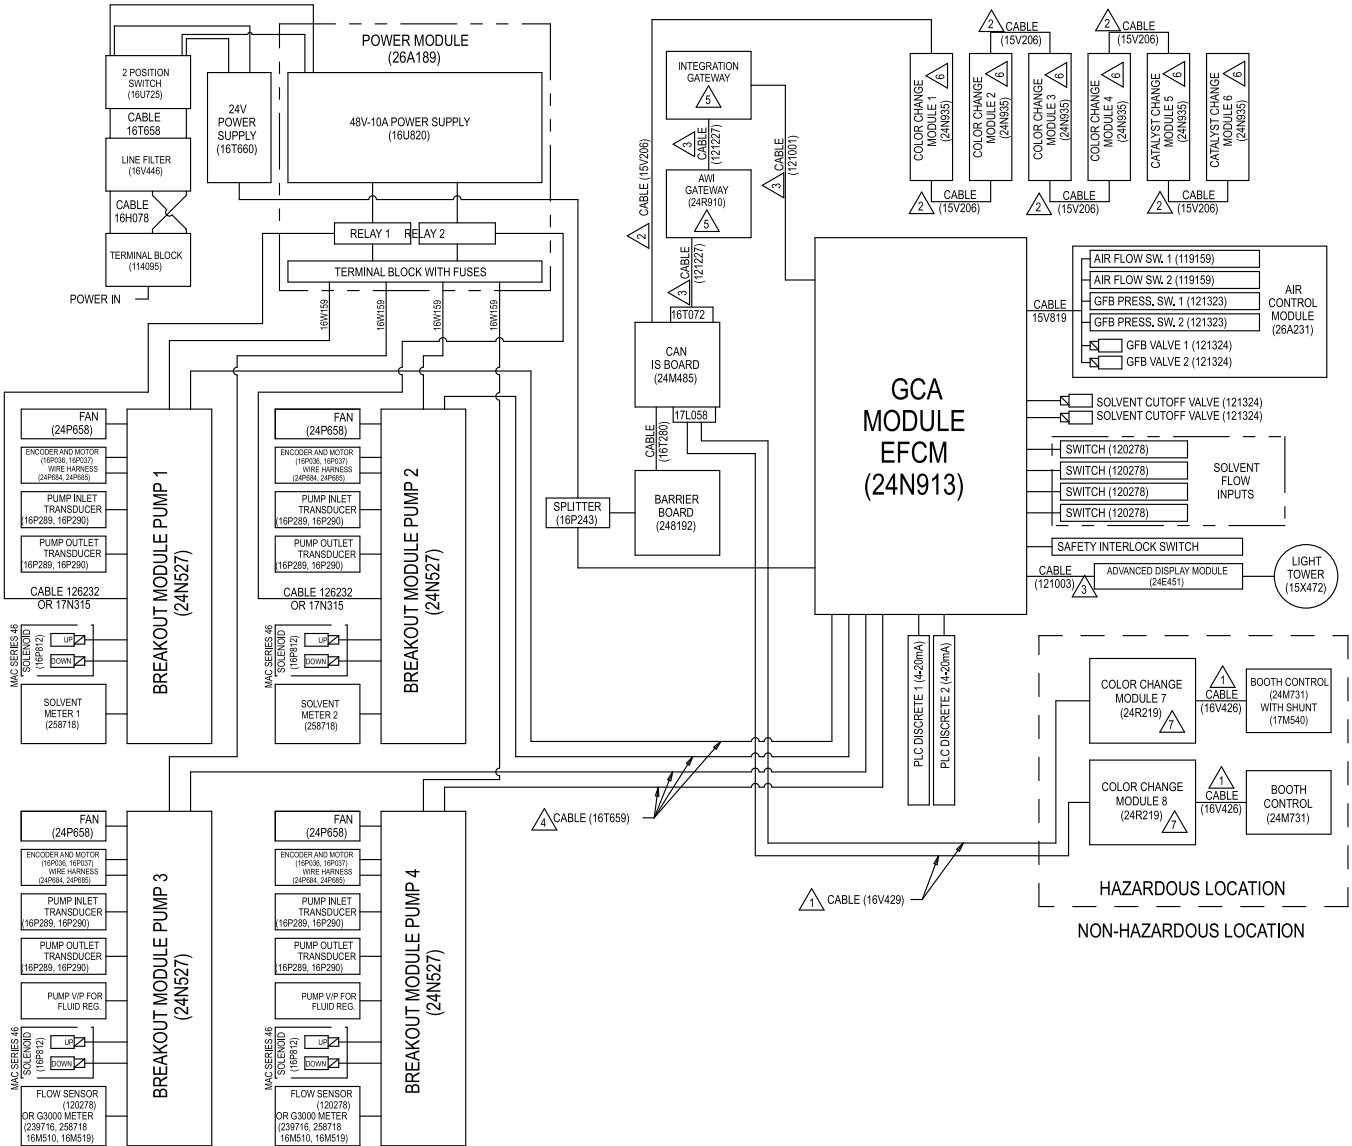 POWER MODULE
(26A189)
2 POSITION
SWITCH
(16U725)
CABLE
16T658
LINE FILTER
(16V446)
CABLE
16H078
TERMINAL BLOCK
(114095)
POWER IN
24V
POWER
SUPPLY
(16T660)
48V-10A POWER SUPPLY
(16U820)
RELAY 1
RELAY 2
TERMINAL BLOCK WITH FUSES
16W159
16W159
16W159
16W159
INTEGRATION
GATEWAY
5
3
CABLE
(121227)
AWI
GATEWAY
(24R910)
5
3
CABLE
(121227)
2
CABLE (15V206)
3
CABLE
(121001)
16T072
CAN
IS BOARD
(24M485)
17L058
CABLE
(16T280)
BARRIER
BOARD
(248192)
SPLITTER
(16P243)
2
CABLE
(15V206)
2
CABLE
(15V206)
COLOR CHANGE
MODULE 1
(24N935)
6
COLOR CHANGE
MODULE 2
(24N935)
6
COLOR CHANGE
MODULE 3
(24N935)
6
COLOR CHANGE
MODULE 4
(24N935)
6
CATALYST CHANGE
MODULE 5
(24N935)
6
CATALYST CHANGE
MODULE 6
(24N935)
6
2
CABLE
(15V206)
2
CABLE
(15V206)
2
CABLE
(15V206)
GCA
MODULE
EFCM
(24N913)
CABLE
15V819
AIR FLOW SW. 1 (119159)
AIR FLOW SW. 2 (119159)
GFB PRESS. SW. 1 (121323)
GFB PRESS. SW. 2 (121323)
GFB VALVE 1 (121324)
GFB VALVE 2 (121324)
AIR
CONTROL
MODULE
(26A231)
SOLVENT CUTOFF VALVE (121324)
SOLVENT CUTOFF VALVE (121324)
SWITCH (120278)
SWITCH (120278)
SWITCH (120278)
SWITCH (120278)
SOLVENT
FLOW
INPUTS
SAFETY INTERLOCK SWITCH
CABLE
(121003)
3
ADVANCED DISPLAY MODULE
(24E451)
LIGHT
TOWER
(15X472)
PLC DISCRETE 1 (4-20mA)
PLC DISCRETE 2 (4-20mA)
COLOR CHANGE
MODULE 7
(24R219)
7
1
CABLE
(16V426)
BOOTH CONTROL
(24M731)
WITH SHUNT
(17M540)
COLOR CHANGE
MODULE 8
(24R219)
7
1
CABLE
(16V426)
BOOTH
CONTROL
(24M731)
HAZARDOUS LOCATION
NON-HAZARDOUS LOCATION
4
CABLE (16T659)
1
CABLE (16V429)
FAN
(24P658)
ENCODER AND MOTOR
(16P036, 16P037)
WIRE HARNESS
(24P684, 24P685)
PUMP INLET
TRANSDUCER
(16P289, 16P290)
PUMP OUTLET
TRANSDUCER
(16P289, 16P290)
CABLE 126232
OR 17N315
MAC SERIES 46
SOLENOID
(16P812)
UP
DOWN
SOLVENT
METER 1
(258718)
BREAKOUT MODULE PUMP 1
(24N527)
FAN
(24P658)
ENCODER AND MOTOR
(16P036, 16P037)
WIRE HARNESS
(24P684, 24P685)
PUMP INLET
TRANSDUCER
(16P289, 16P290)
PUMP OUTLET
TRANSDUCER
(16P289, 16P290)
CABLE 126232
OR 17N315
MAC SERIES 46
SOLENOID
(16P812)
UP
DOWN
SOLVENT
METER 2
(258718)
BREAKOUT MODULE PUMP 2
(24N527)
FAN
(24P658)
ENCODER AND MOTOR
(16P036, 16P037)
WIRE HARNESS
(24P684, 24P685)
PUMP INLET
TRANSDUCER
(16P289, 16P290)
PUMP OUTLET
TRANSDUCER
(16P289, 16P290)
PUMP V/P FOR
FLUID REG.
MAC SERIES 46
SOLENOID
(16P812)
UP
DOWN
FLOW SENSOR
(120278)
OR G3000 METER
(239716, 258718
16M510, 16M519)
BREAKOUT MODULE PUMP 3
(24N527)
FAN
(24P658)
ENCODER AND MOTOR
(16P036, 16P037)
WIRE HARNESS
(24P684, 24P685)
PUMP INLET
TRANSDUCER
(16P289, 16P290)
PUMP OUTLET
TRANSDUCER
(16P289, 16P290)
PUMP V/P FOR
FLUID REG.
MAC SERIES 46
SOLENOID
(16P812)
UP
DOWN
FLOW SENSOR
(120278)
OR G3000 METER
(239716, 258718
16M510, 16M519)
BREAKOUT MODULE PUMP 4
(24N527)